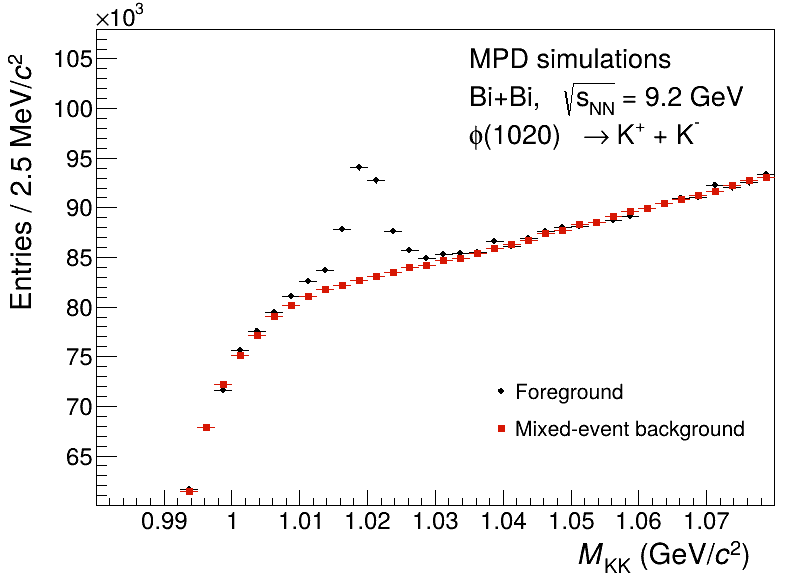 ×10³
Entries / 2.5 MeV/c²
105
100
95
90
85
80
75
70
65
MPD simulations
Bi+Bi, √sNN = 9.2 GeV
ϕ(1020) → K⁺ + K⁻
Foreground
Mixed-event background
0.99 1 1.01 1.02 1.03 1.04 1.05 1.06 1.07
MKK (GeV/c²)